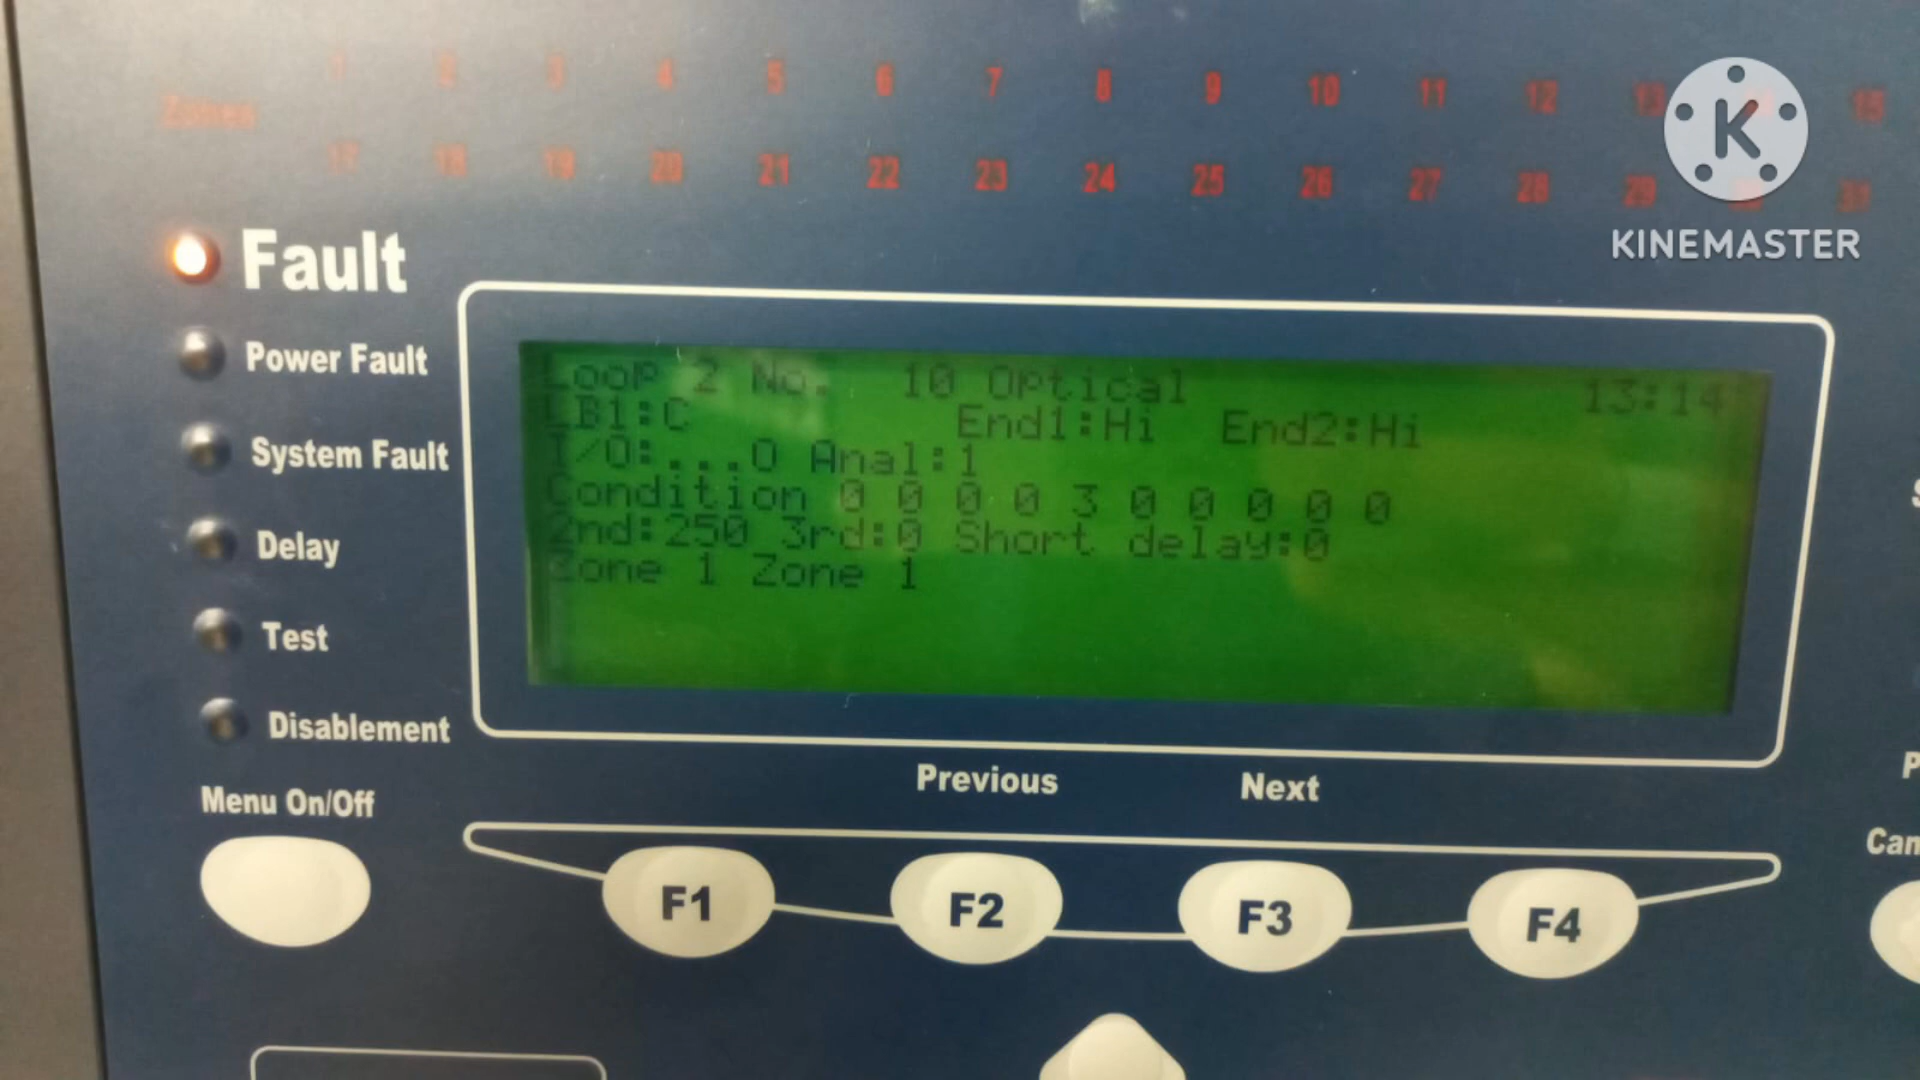 1 2 3 4 5 6 7 8 9 10 11 12 13 15
Zones
17 18 19 20 21 22 23 24 25 26 27 28 29 31
K
KINEMASTER
Fault
Power Fault
System Fault
Delay
Test
Disablement
Loop 2 No. 10 Optical 13:14
LB1:C End1:Hi End2:Hi
I/O:...O Anal:1
Condition 0 0 0 0 3 0 0 0 0 0
2nd:250 3rd:0 Short delay:0
Zone 1 Zone 1
Previous Next
Menu On/Off
F1 F2 F3 F4